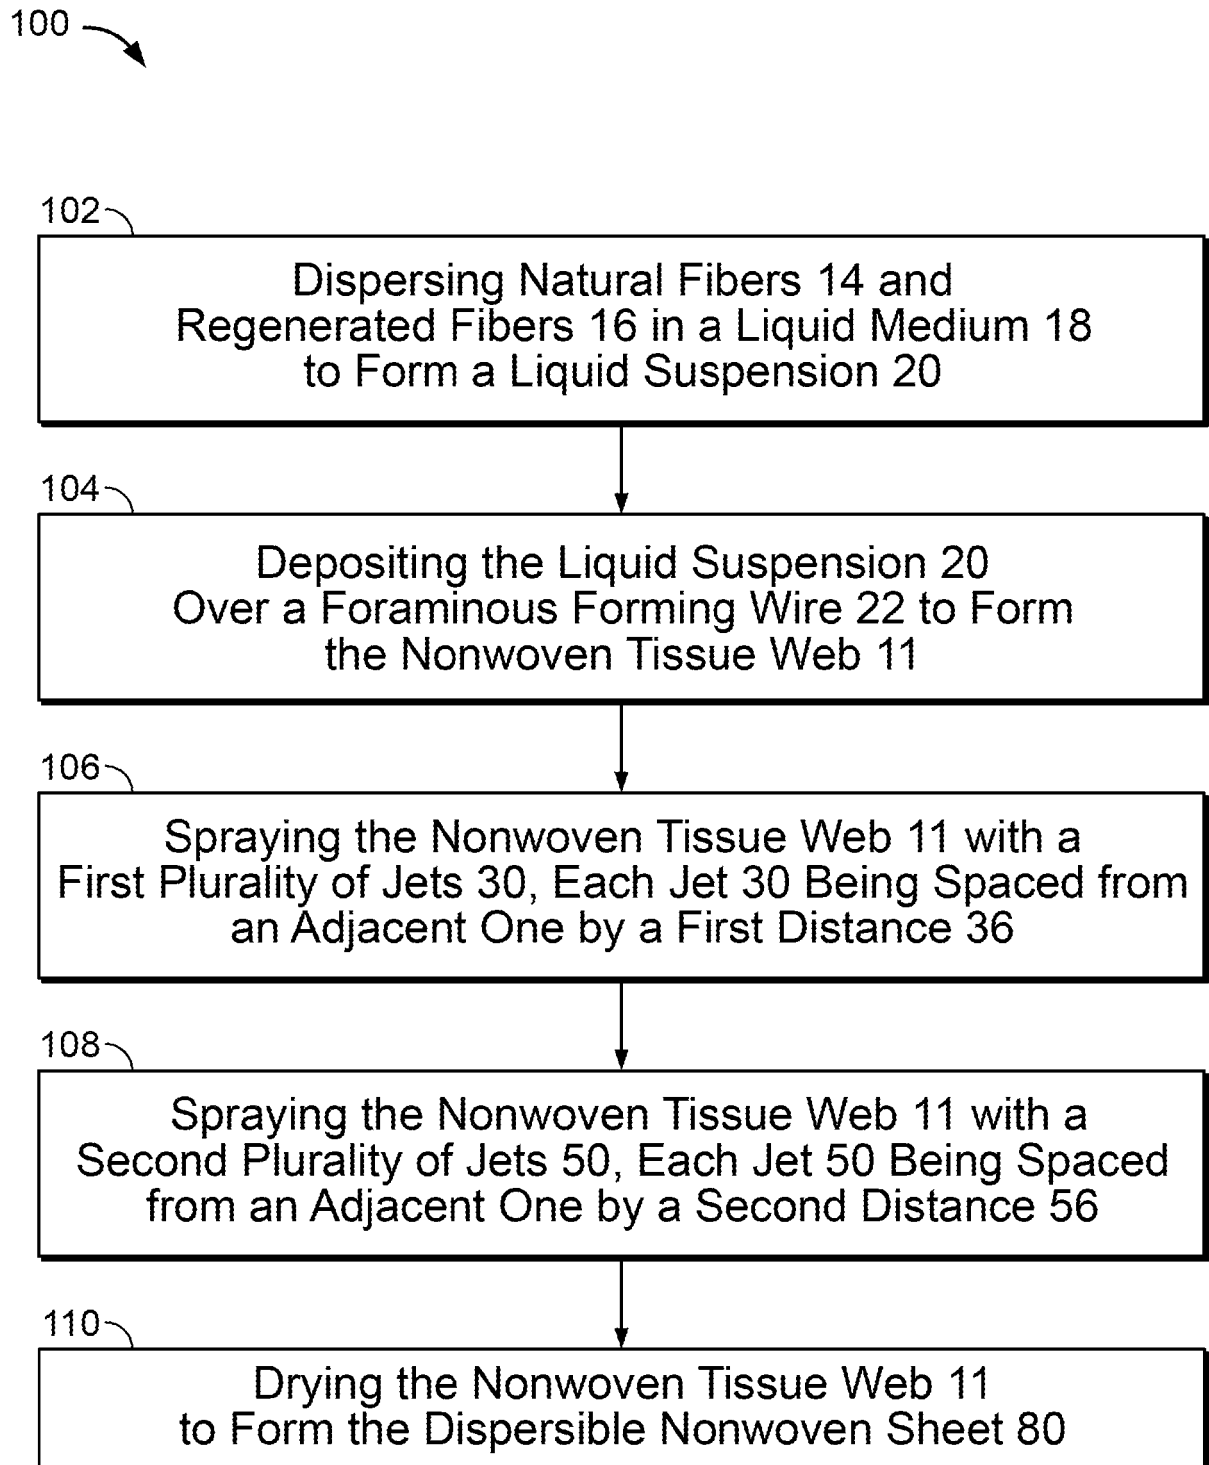 100
102
Dispersing Natural Fibers 14 and
Regenerated Fibers 16 in a Liquid Medium 18
to Form a Liquid Suspension 20
104
Depositing the Liquid Suspension 20
Over a Foraminous Forming Wire 22 to Form
the Nonwoven Tissue Web 11
106
Spraying the Nonwoven Tissue Web 11 with a
First Plurality of Jets 30, Each Jet 30 Being Spaced from
an Adjacent One by a First Distance 36
108
Spraying the Nonwoven Tissue Web 11 with a
Second Plurality of Jets 50, Each Jet 50 Being Spaced
from an Adjacent One by a Second Distance 56
110
Drying the Nonwoven Tissue Web 11
to Form the Dispersible Nonwoven Sheet 80